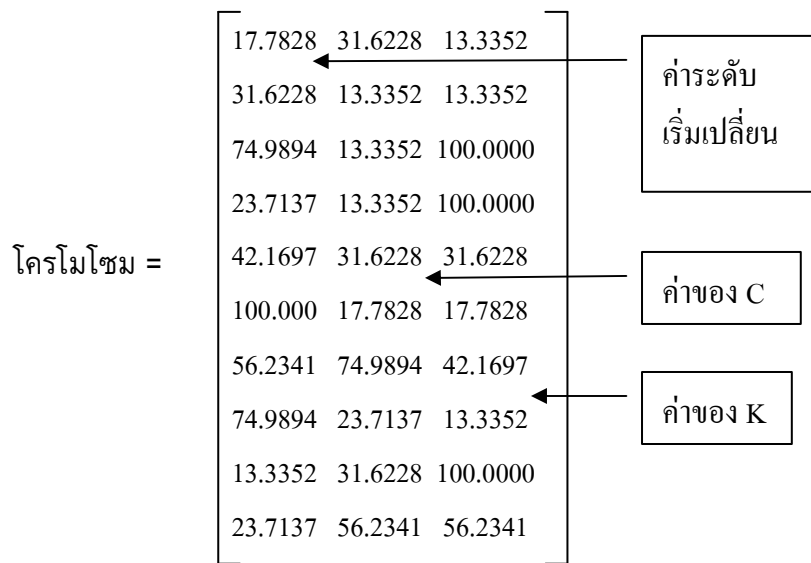 17.7828 31.6228 13.3352
ค่าระดับ
เริ่มเปลี่ยน
31.6228 13.3352 13.3352
74.9894 13.3352 100.0000
23.7137 13.3352 100.0000
โครโมโซม =
42.1697 31.6228 31.6228
ค่าของ C
100.000 17.7828 17.7828
56.2341 74.9894 42.1697
ค่าของ K
74.9894 23.7137 13.3352
13.3352 31.6228 100.0000
23.7137 56.2341 56.2341